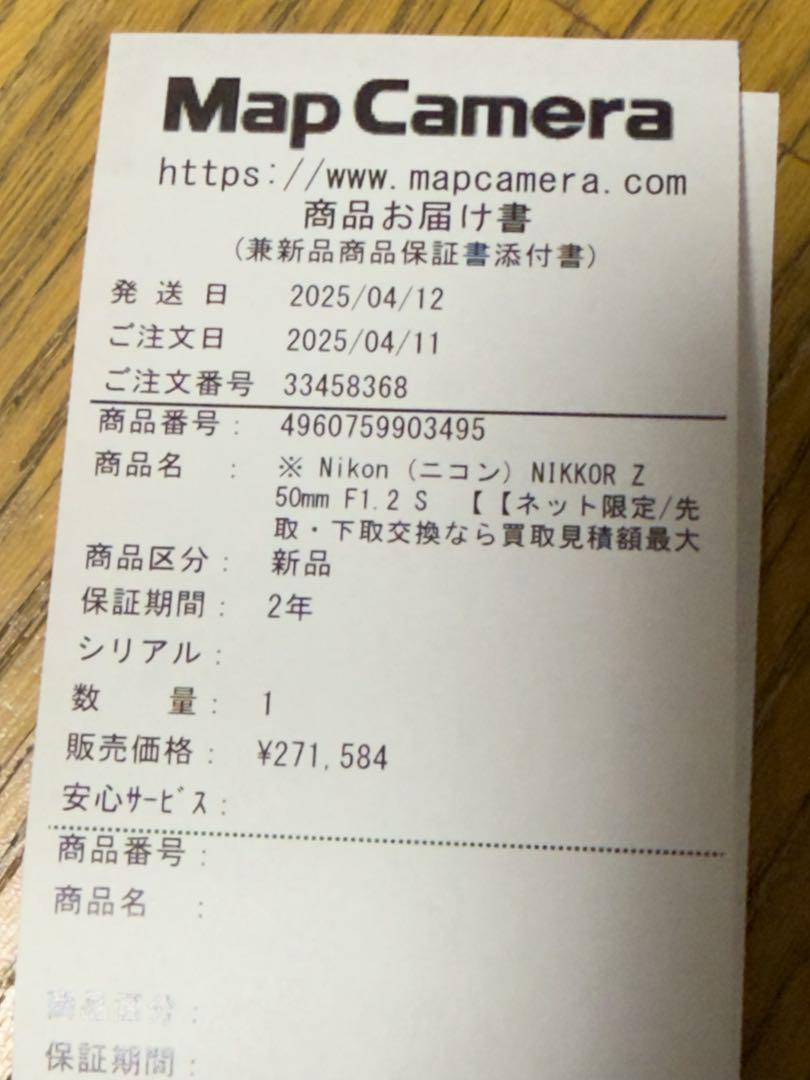 Map Camera
https://www.mapcamera.com
商品お届け書
(兼新品商品保証書添付書)
発 送 日 2025/04/12
ご注文日 2025/04/11
ご注文番号 33458368
商品番号: 4960759903495
商品名 : ※ Nikon (ニコン) NIKKOR Z
50mm F1.2 S 【【ネット限定/先
取・下取交換なら買取見積額最大
商品区分: 新品
保証期間: 2年
シリアル:
数 量: 1
販売価格: ¥271,584
安心ｻｰﾋﾞｽ:
商品番号:
商品名 :
商品区分:
保証期間: